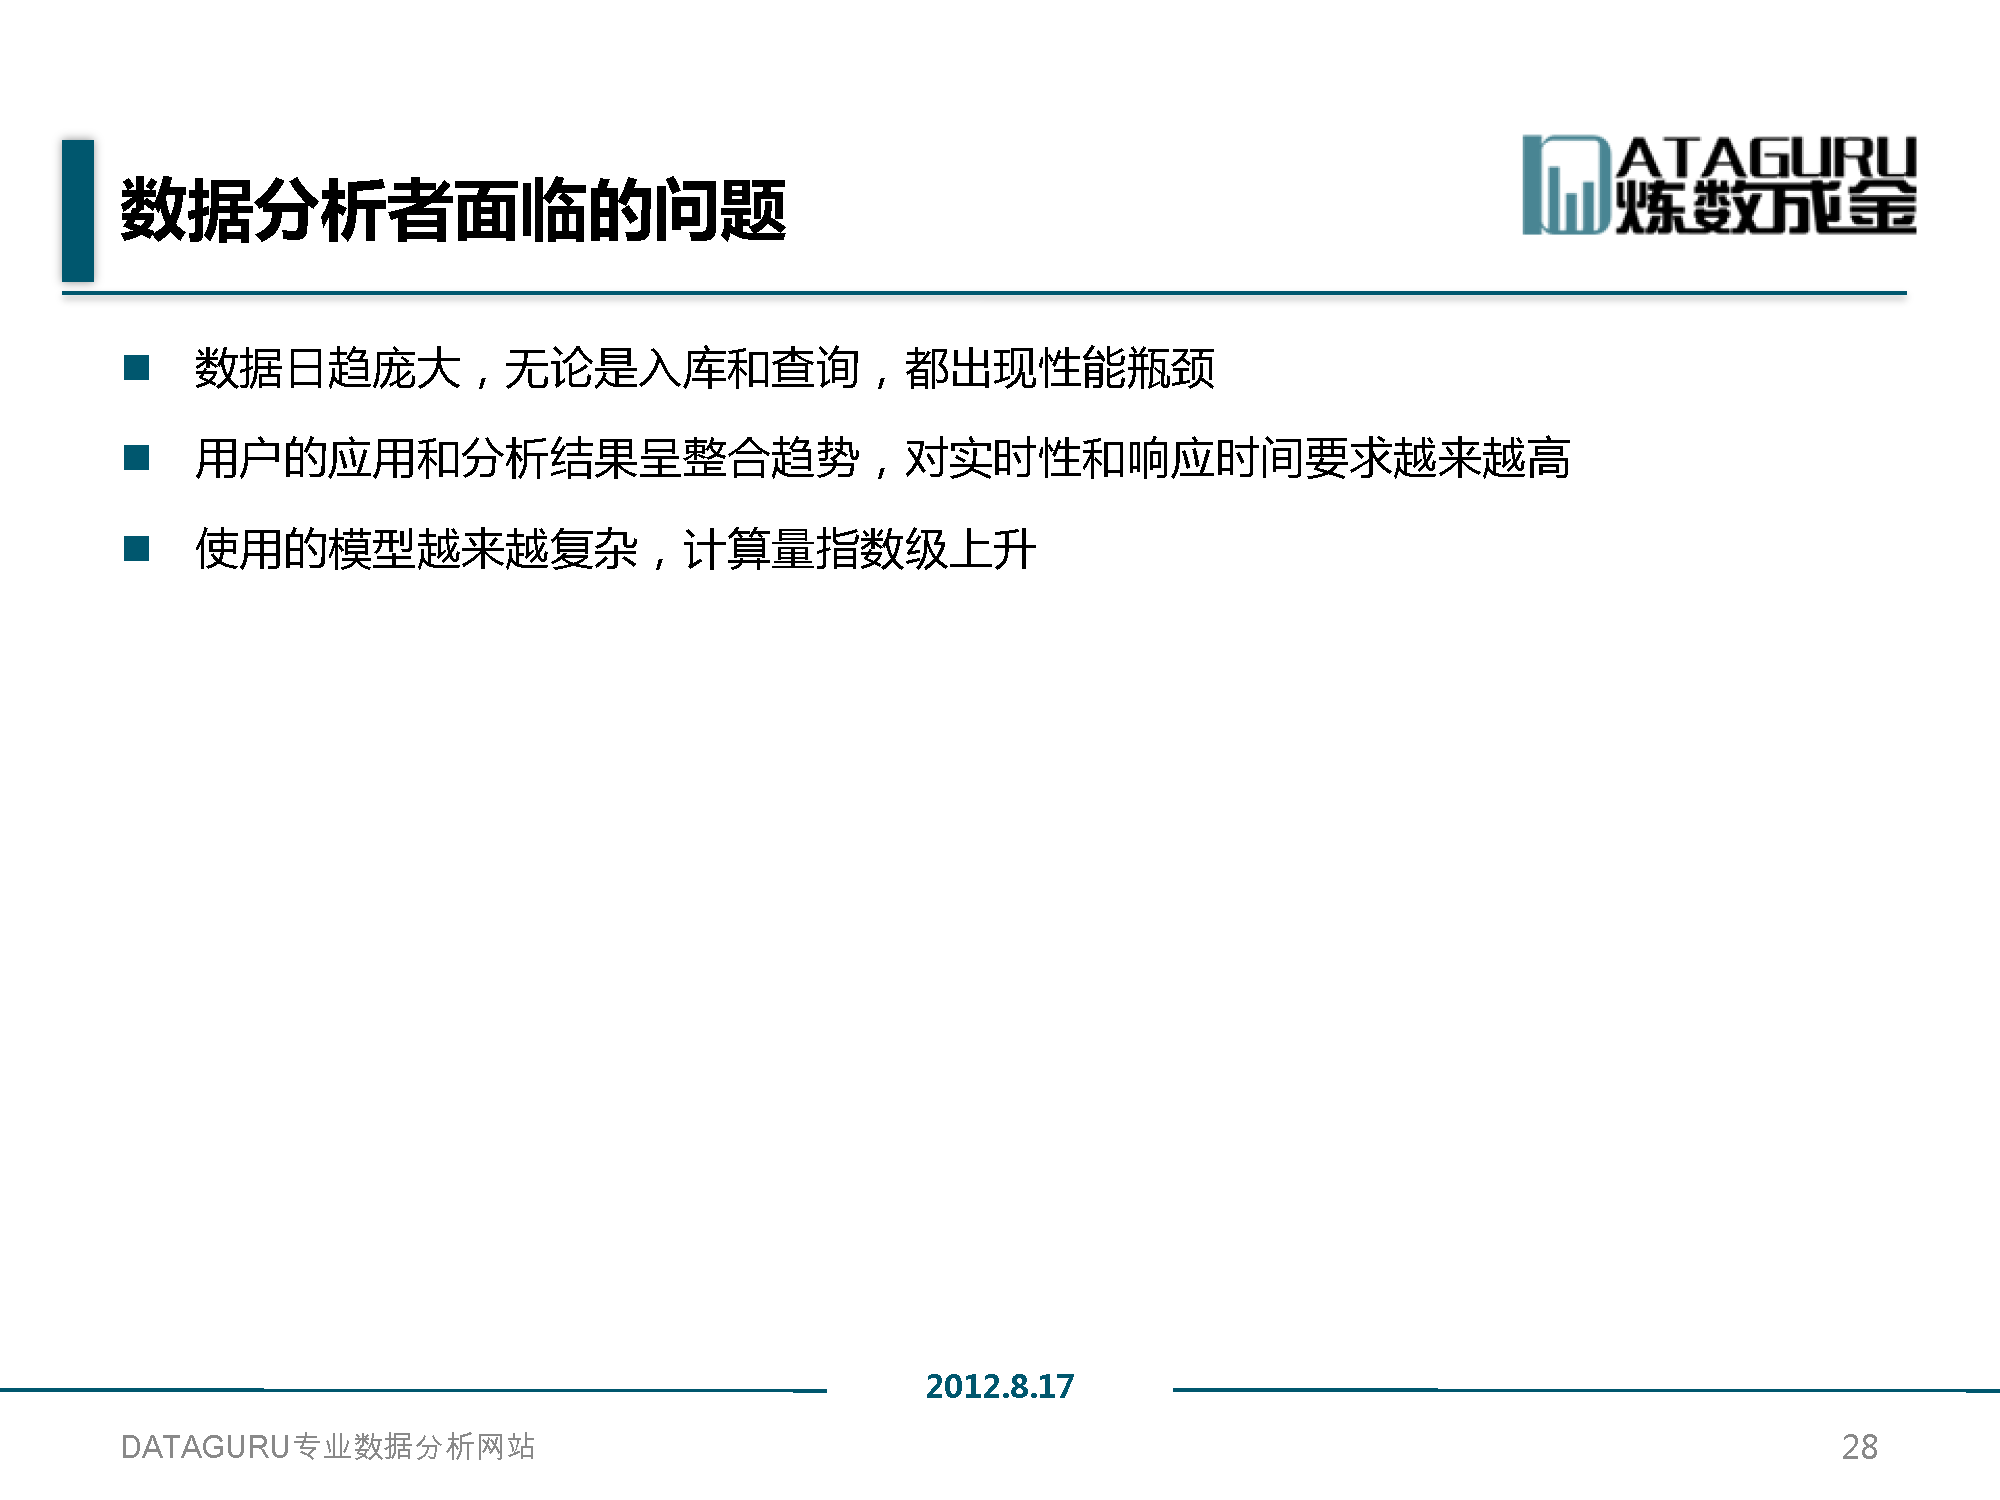 数据分析者面临的问题
DATAGURU
炼数成金
数据日趋庞大，无论是入库和查询，都出现性能瓶颈
用户的应用和分析结果呈整合趋势，对实时性和响应时间要求越来越高
使用的模型越来越复杂，计算量指数级上升
2012.8.17
DATAGURU专业数据分析网站
28